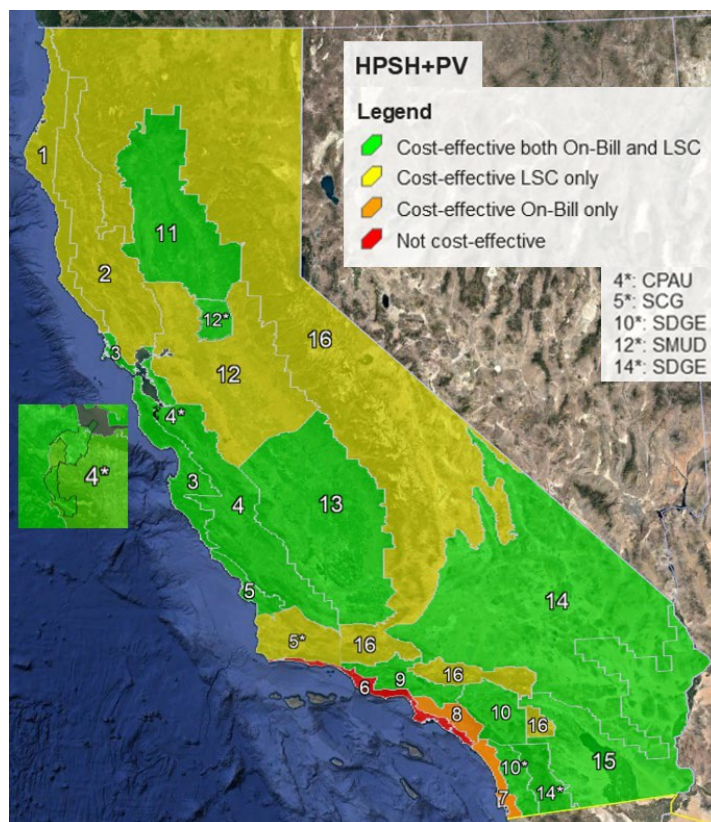 HPSH+PV
Legend
Cost-effective both On-Bill and LSC
Cost-effective LSC only
Cost-effective On-Bill only
Not cost-effective
4*: CPAU
5*: SCG
10*: SDGE
12*: SMUD
14*: SDGE
1
11
2
12*
16
3
12
4*
4*
3
4
13
5
14
5*
16
9
16
6
8
10
16
10*
15
7
14*